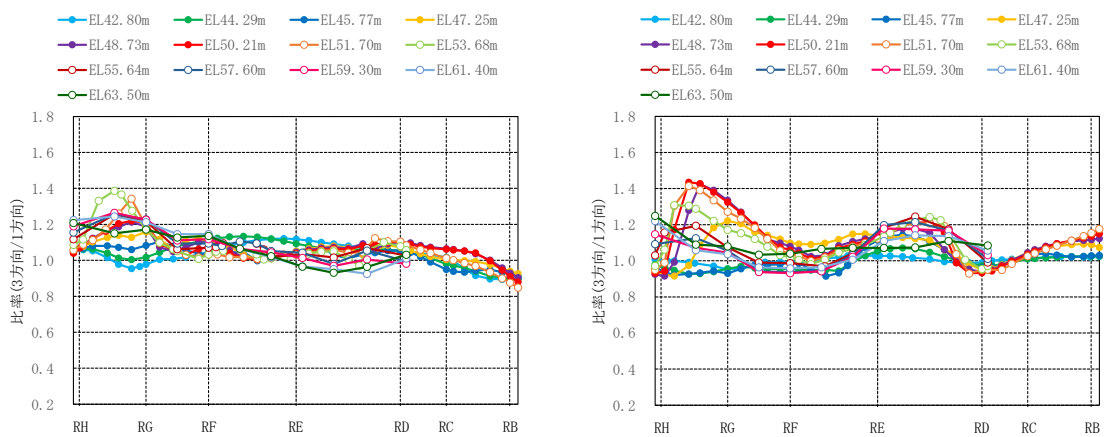 EL42.80m EL44.29m EL45.77m EL47.25m
EL48.73m EL50.21m EL51.70m EL53.68m
EL55.64m EL57.60m EL59.30m EL61.40m
EL63.50m
比率(3方向/1方向)
1.8
1.6
1.4
1.2
1.0
0.8
0.6
0.4
0.2
RH RG RF RE RD RC RB
EL42.80m EL44.29m EL45.77m EL47.25m
EL48.73m EL50.21m EL51.70m EL53.68m
EL55.64m EL57.60m EL59.30m EL61.40m
EL63.50m
比率(3方向/1方向)
1.8
1.6
1.4
1.2
1.0
0.8
0.6
0.4
0.2
RH RG RF RE RD RC RB